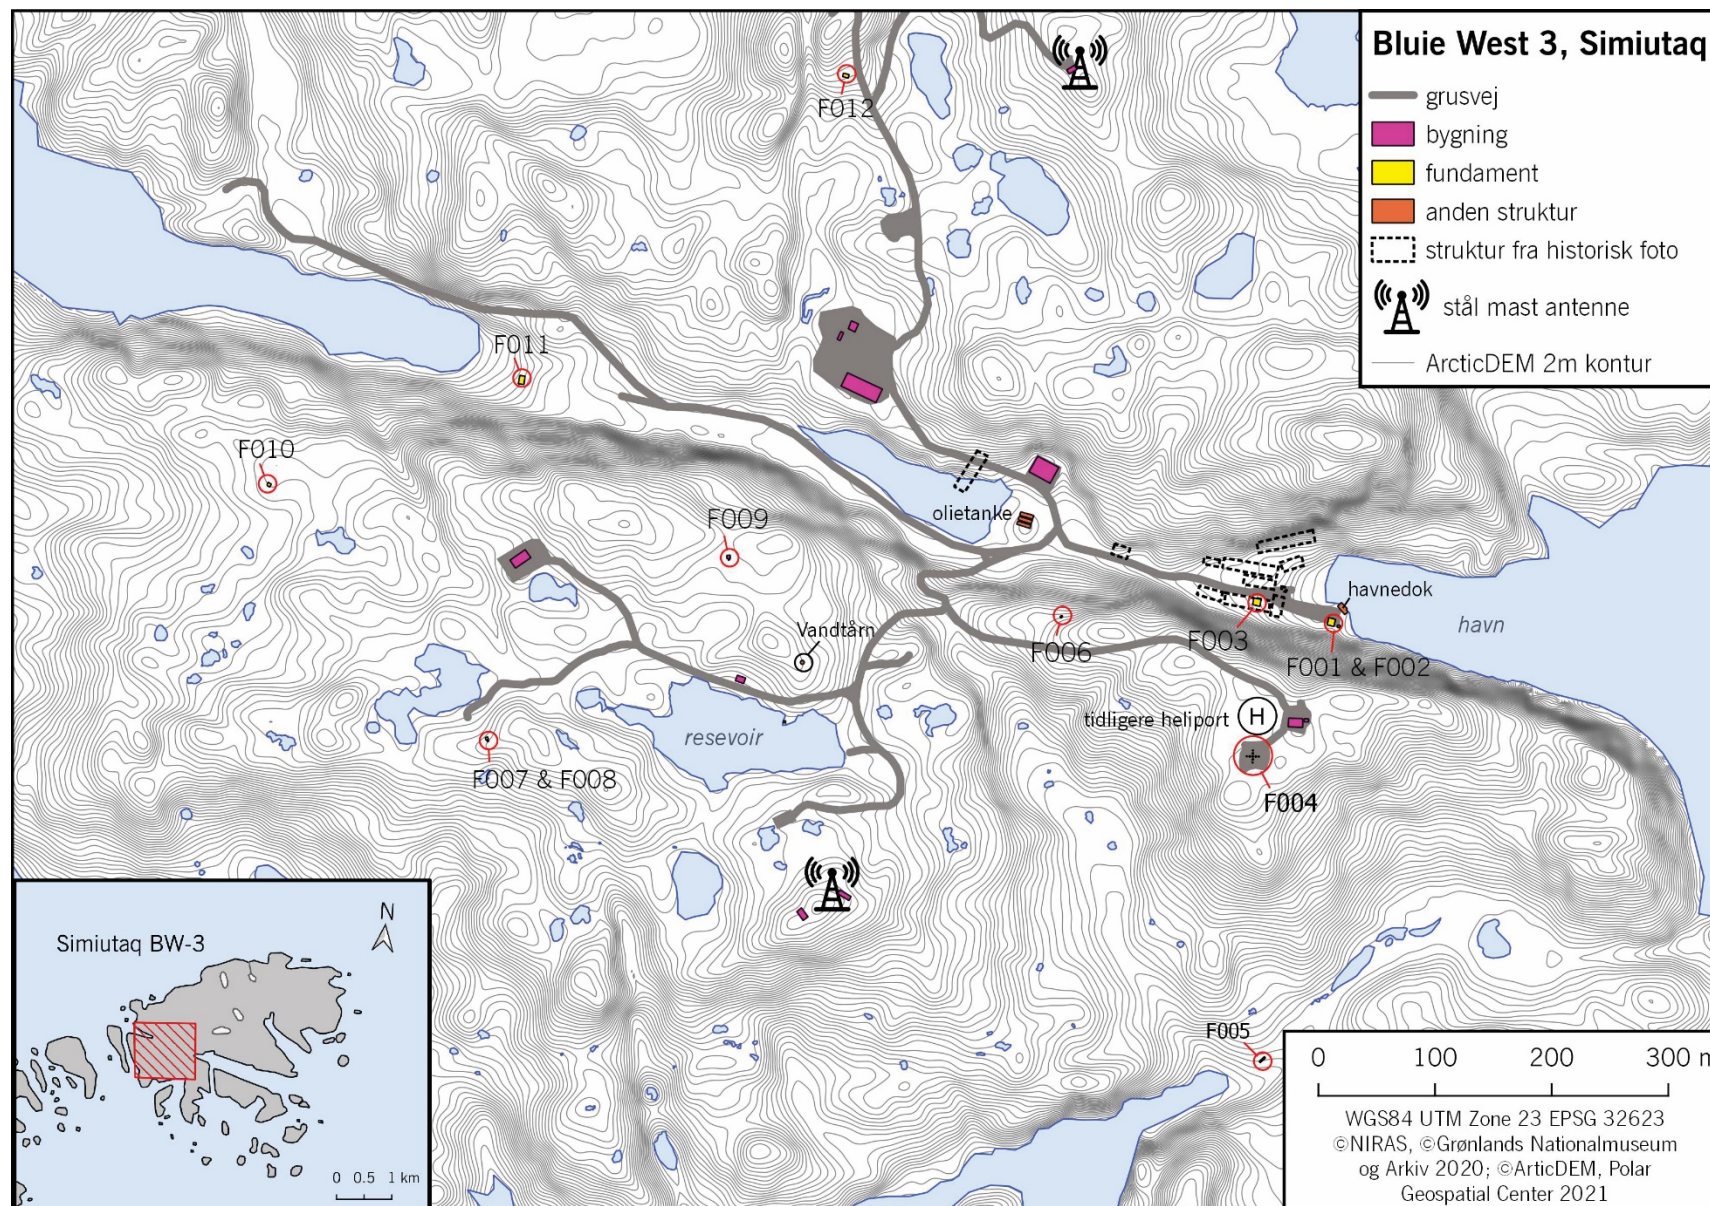 Bluie West 3, Simiutaq
grusvej
bygning
fundament
anden struktur
struktur fra historisk foto
stål mast antenne
ArcticDEM 2m kontur
F012
F011
F010
F009
olietanke
havnedok
havn
F003
F001 & F002
F006
Vandtårn
tidligere heliport
H
resevoir
F007 & F008
F004
F005
N
Simiutaq BW-3
0 0.5 1 km
0 100 200 300 m
WGS84 UTM Zone 23 EPSG 32623
©NIRAS, ©Grønlands Nationalmuseum
og Arkiv 2020; ©ArticDEM, Polar
Geospatial Center 2021